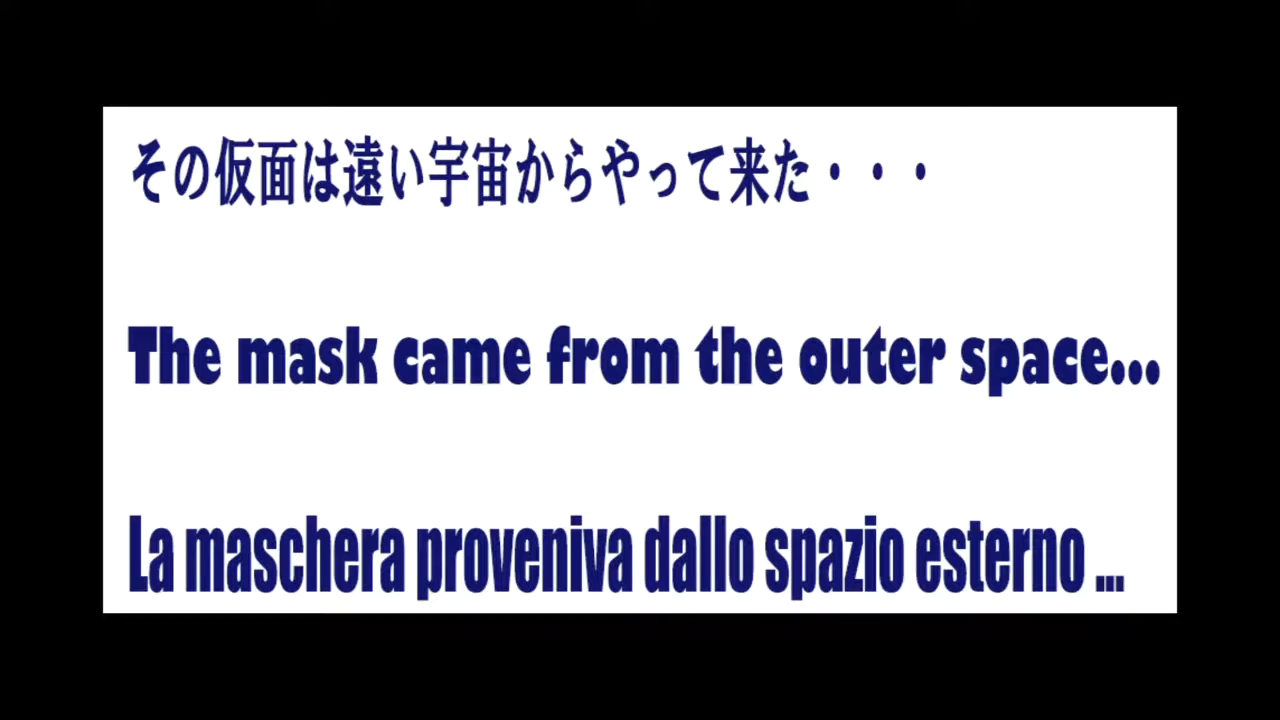 その仮面は遠い宇宙からやって来た・・・
The mask came from the outer space...
La maschera proveniva dallo spazio esterno ...